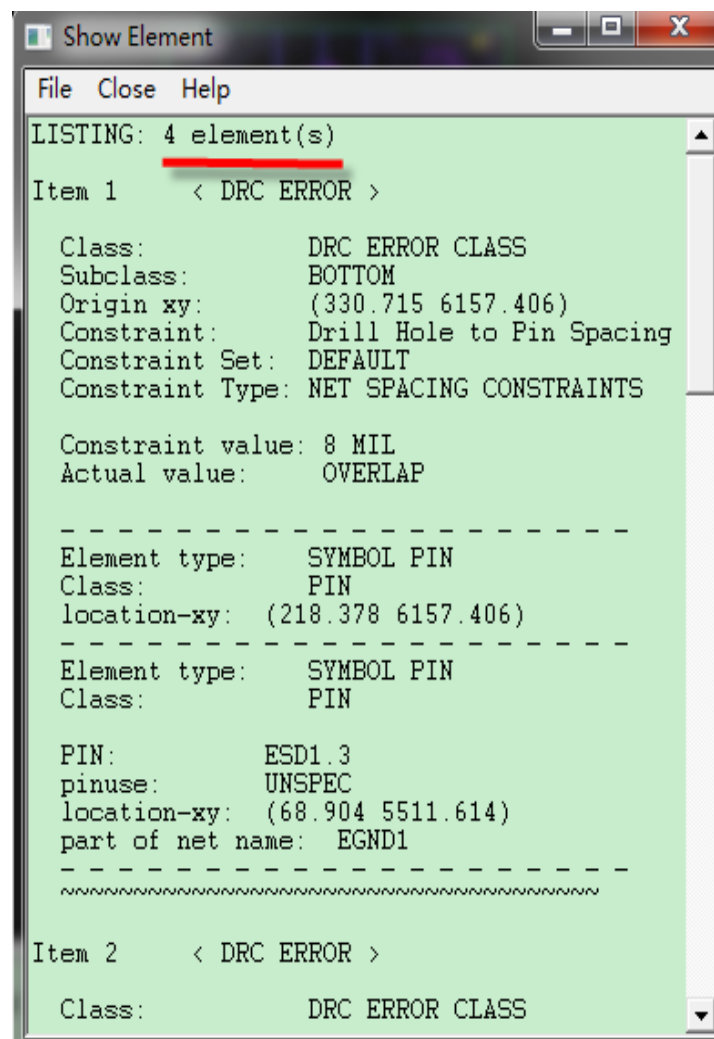 Show Element
File Close Help
LISTING: 4 element(s)
Item 1 < DRC ERROR >
Class: DRC ERROR CLASS
Subclass: BOTTOM
Origin xy: (330.715 6157.406)
Constraint: Drill Hole to Pin Spacing
Constraint Set: DEFAULT
Constraint Type: NET SPACING CONSTRAINTS
Constraint value: 8 MIL
Actual value: OVERLAP
- - - - - - - - - - - - - - - - - - - -
Element type: SYMBOL PIN
Class: PIN
location-xy: (218.378 6157.406)
- - - - - - - - - - - - - - - - - - - -
Element type: SYMBOL PIN
Class: PIN
PIN: ESD1.3
pinuse: UNSPEC
location-xy: (68.904 5511.614)
part of net name: EGND1
- - - - - - - - - - - - - - - - - - - -
~~~~~~~~~~~~~~~~~~~~~~~~~~~~~~~~~~~~~
Item 2 < DRC ERROR >
Class: DRC ERROR CLASS